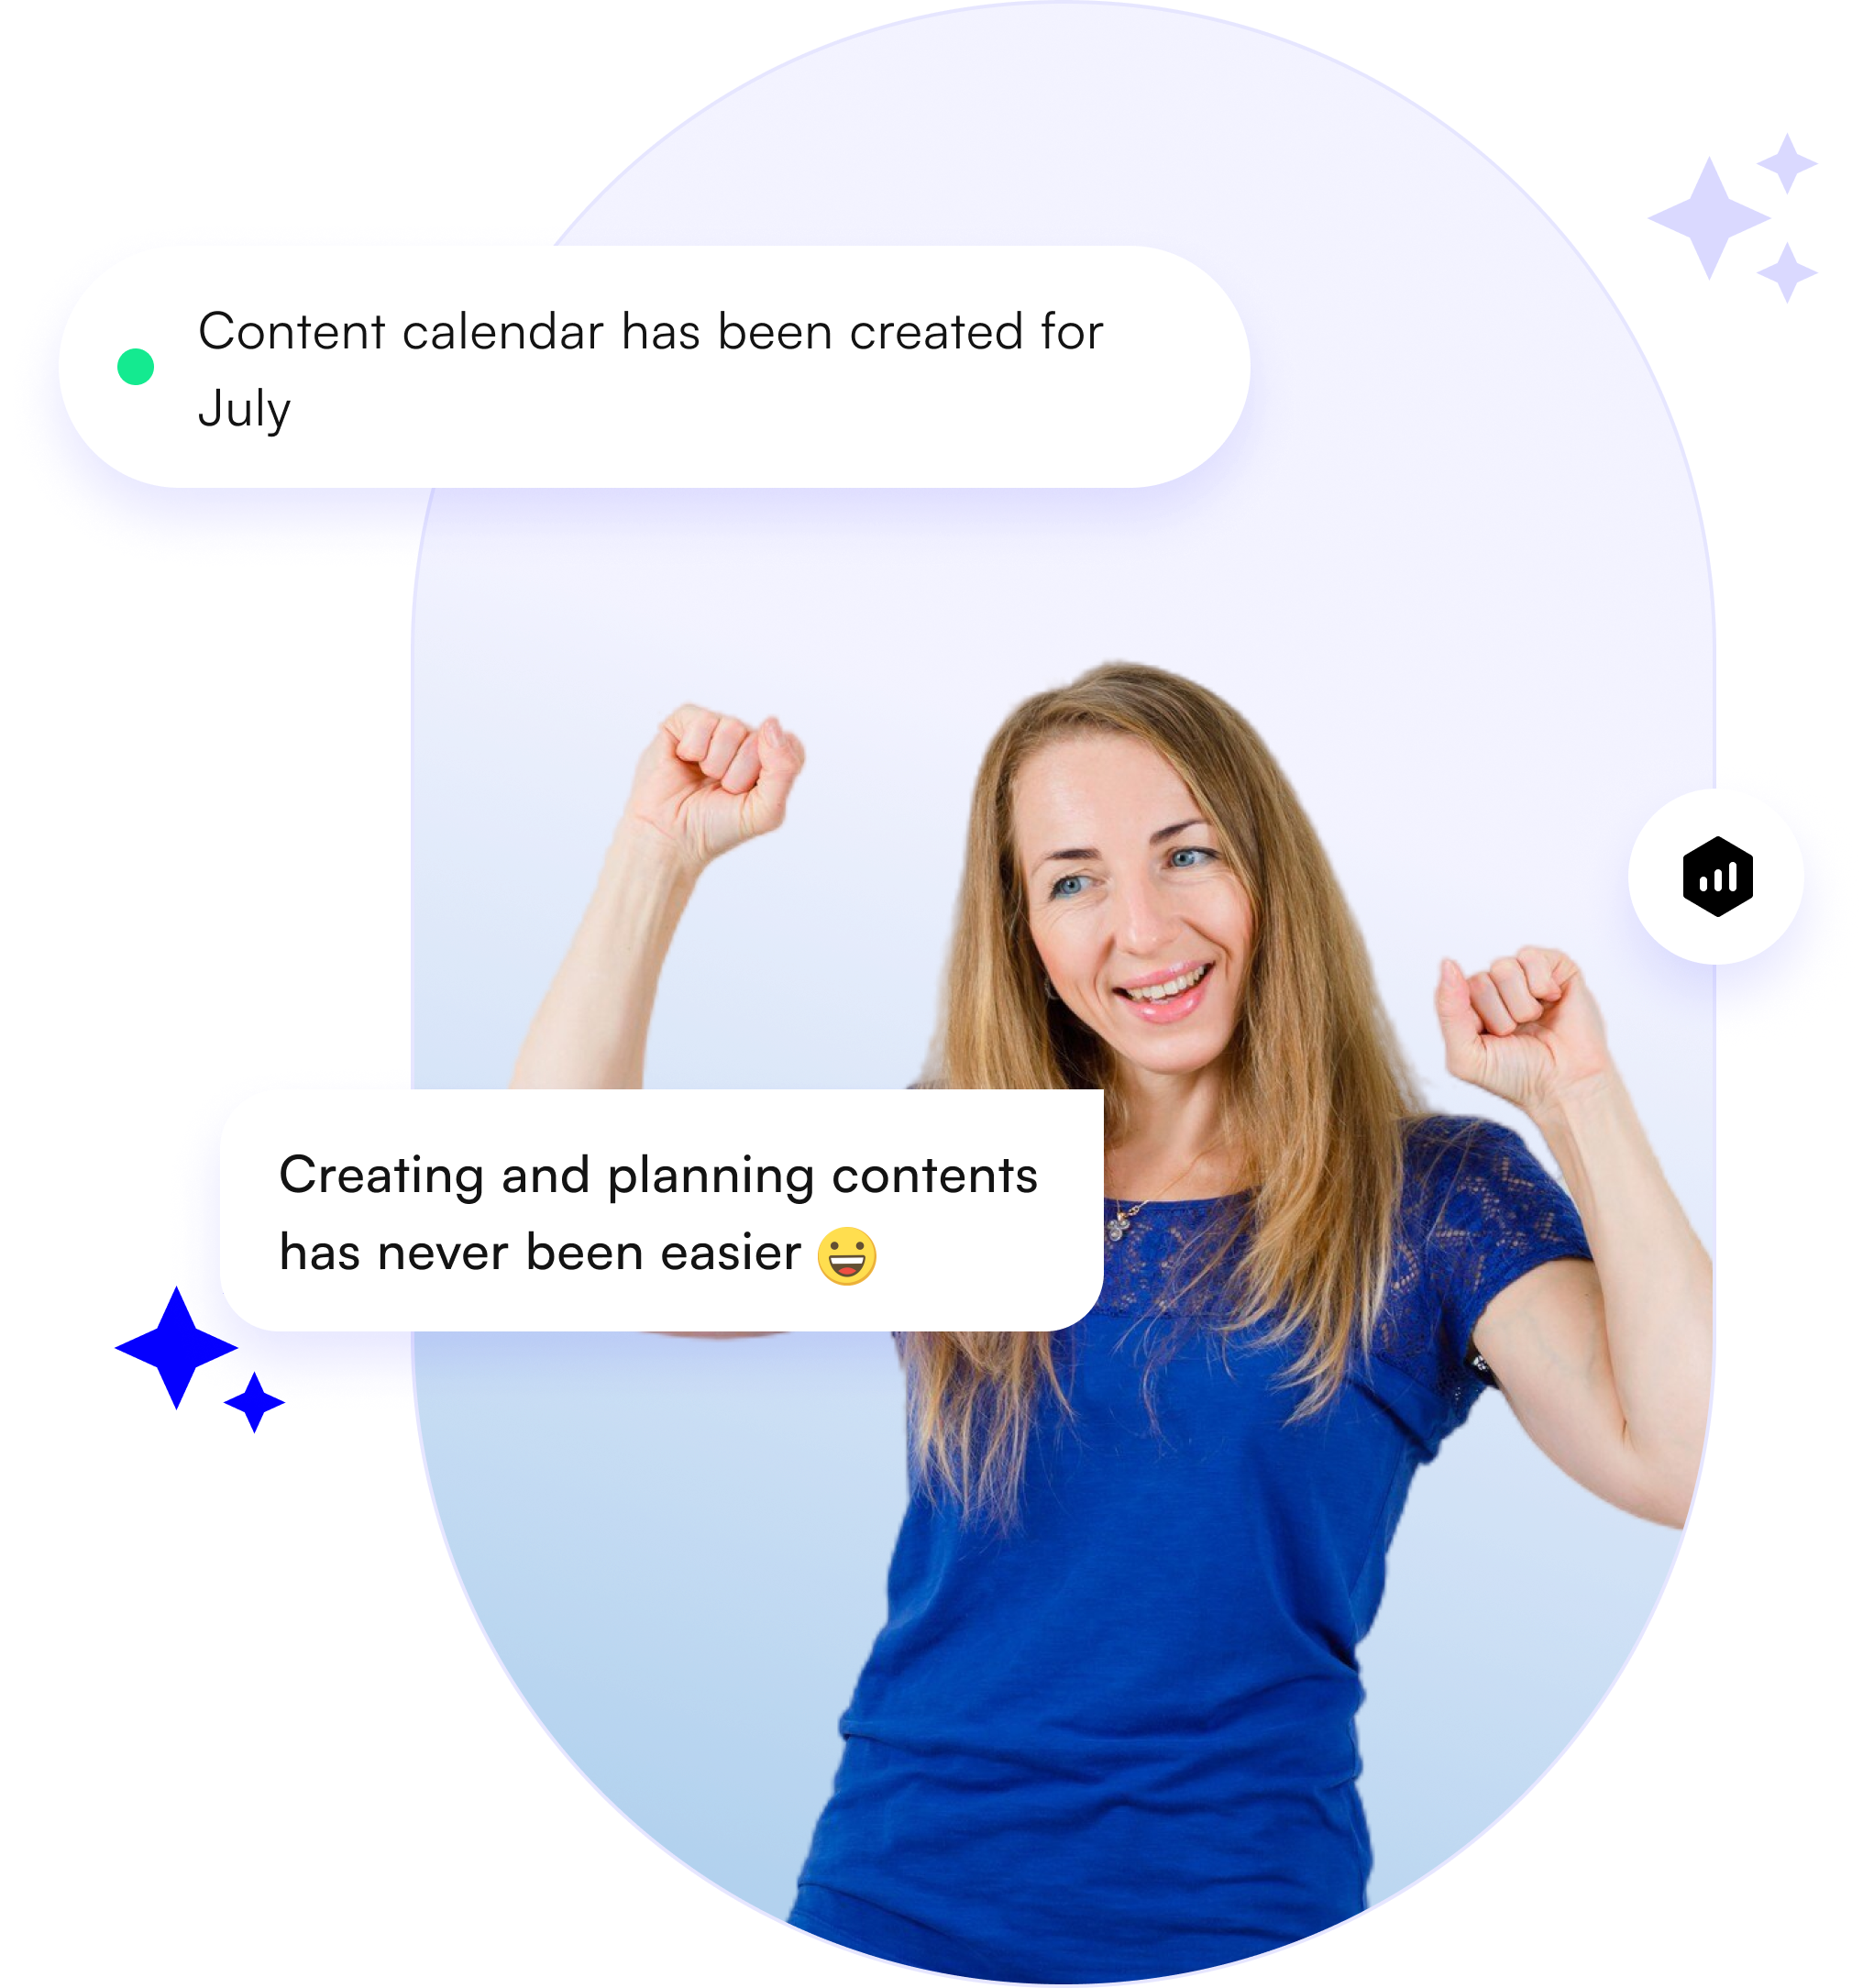 Content calendar has been created for
July
Creating and planning contents
has never been easier 😃